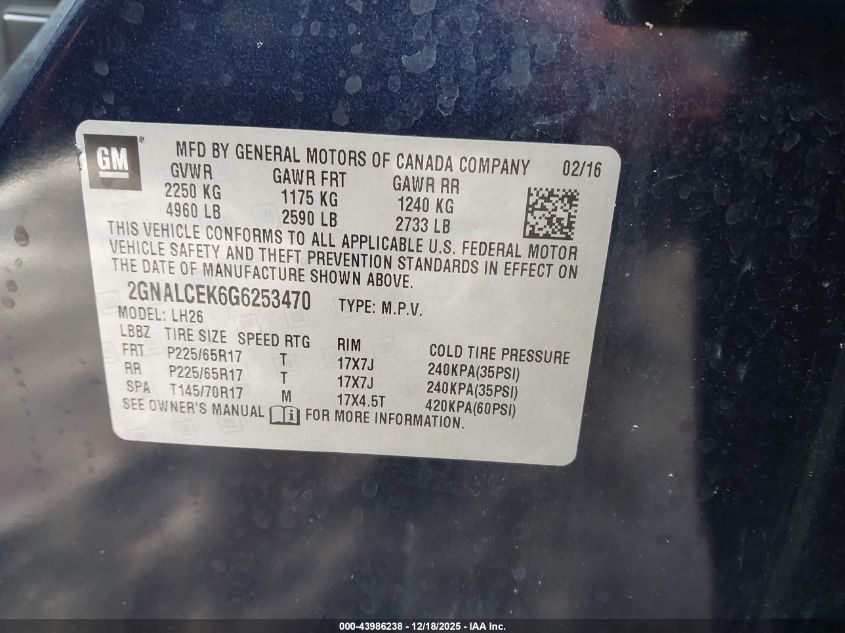 GM ® MFD BY GENERAL MOTORS OF CANADA COMPANY 02/16
GVWR GAWR FRT GAWR RR
2250 KG 1175 KG 1240 KG
4960 LB 2590 LB 2733 LB
THIS VEHICLE CONFORMS TO ALL APPLICABLE U.S. FEDERAL MOTOR
VEHICLE SAFETY AND THEFT PREVENTION STANDARDS IN EFFECT ON
THE DATE OF MANUFACTURE SHOWN ABOVE.
2GNALCEK6G6253470 TYPE: M.P.V.
MODEL: LH26
LBBZ TIRE SIZE SPEED RTG RIM COLD TIRE PRESSURE
FRT P225/65R17 T 17X7J 240KPA(35PSI)
RR P225/65R17 T 17X7J 240KPA(35PSI)
SPA T145/70R17 M 17X4.5T 420KPA(60PSI)
SEE OWNER'S MANUAL FOR MORE INFORMATION.
000-43986238 - 12/18/2025 - IAA Inc.